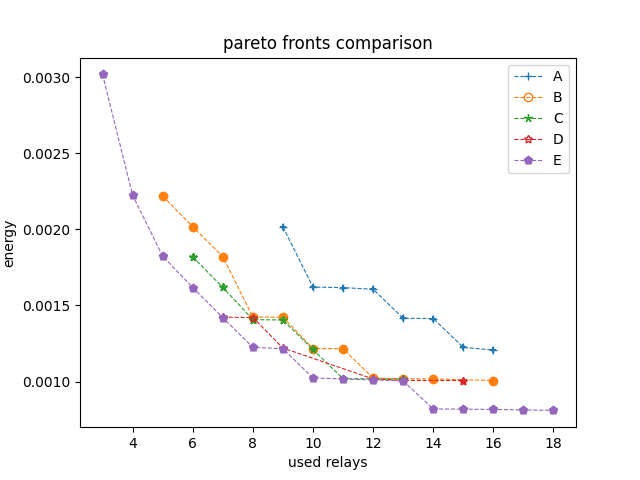 pareto fronts comparison
A
B
C
D
E
energy
0.0030
0.0025
0.0020
0.0015
0.0010
4 6 8 10 12 14 16 18
used relays